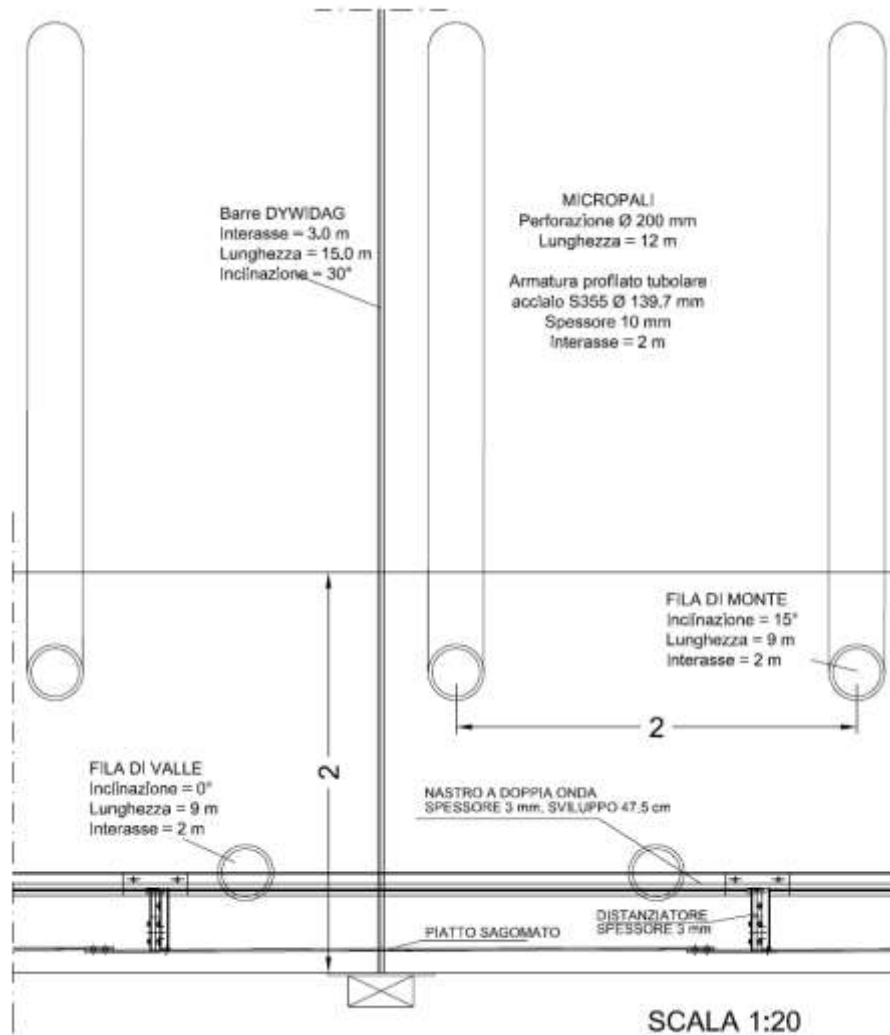 Barre DYWIDAG
Interasse = 3.0 m
Lunghezza = 15.0 m
Inclinazione = 30°
MICROPALI
Perforazione Ø 200 mm
Lunghezza = 12 m
Armatura profilato tubolare
acciaio S355 Ø 139.7 mm
Spessore 10 mm
Interasse = 2 m
FILA DI MONTE
Inclinazione = 15°
Lunghezza = 9 m
Interasse = 2 m
2
2
FILA DI VALLE
Inclinazione = 0°
Lunghezza = 9 m
Interasse = 2 m
NASTRO A DOPPIA ONDA
SPESSORE 3 mm, SVILUPPO 47.5 cm
DISTANZIATORE
SPESSORE 3 mm
PIATTO SAGOMATO
SCALA 1:20